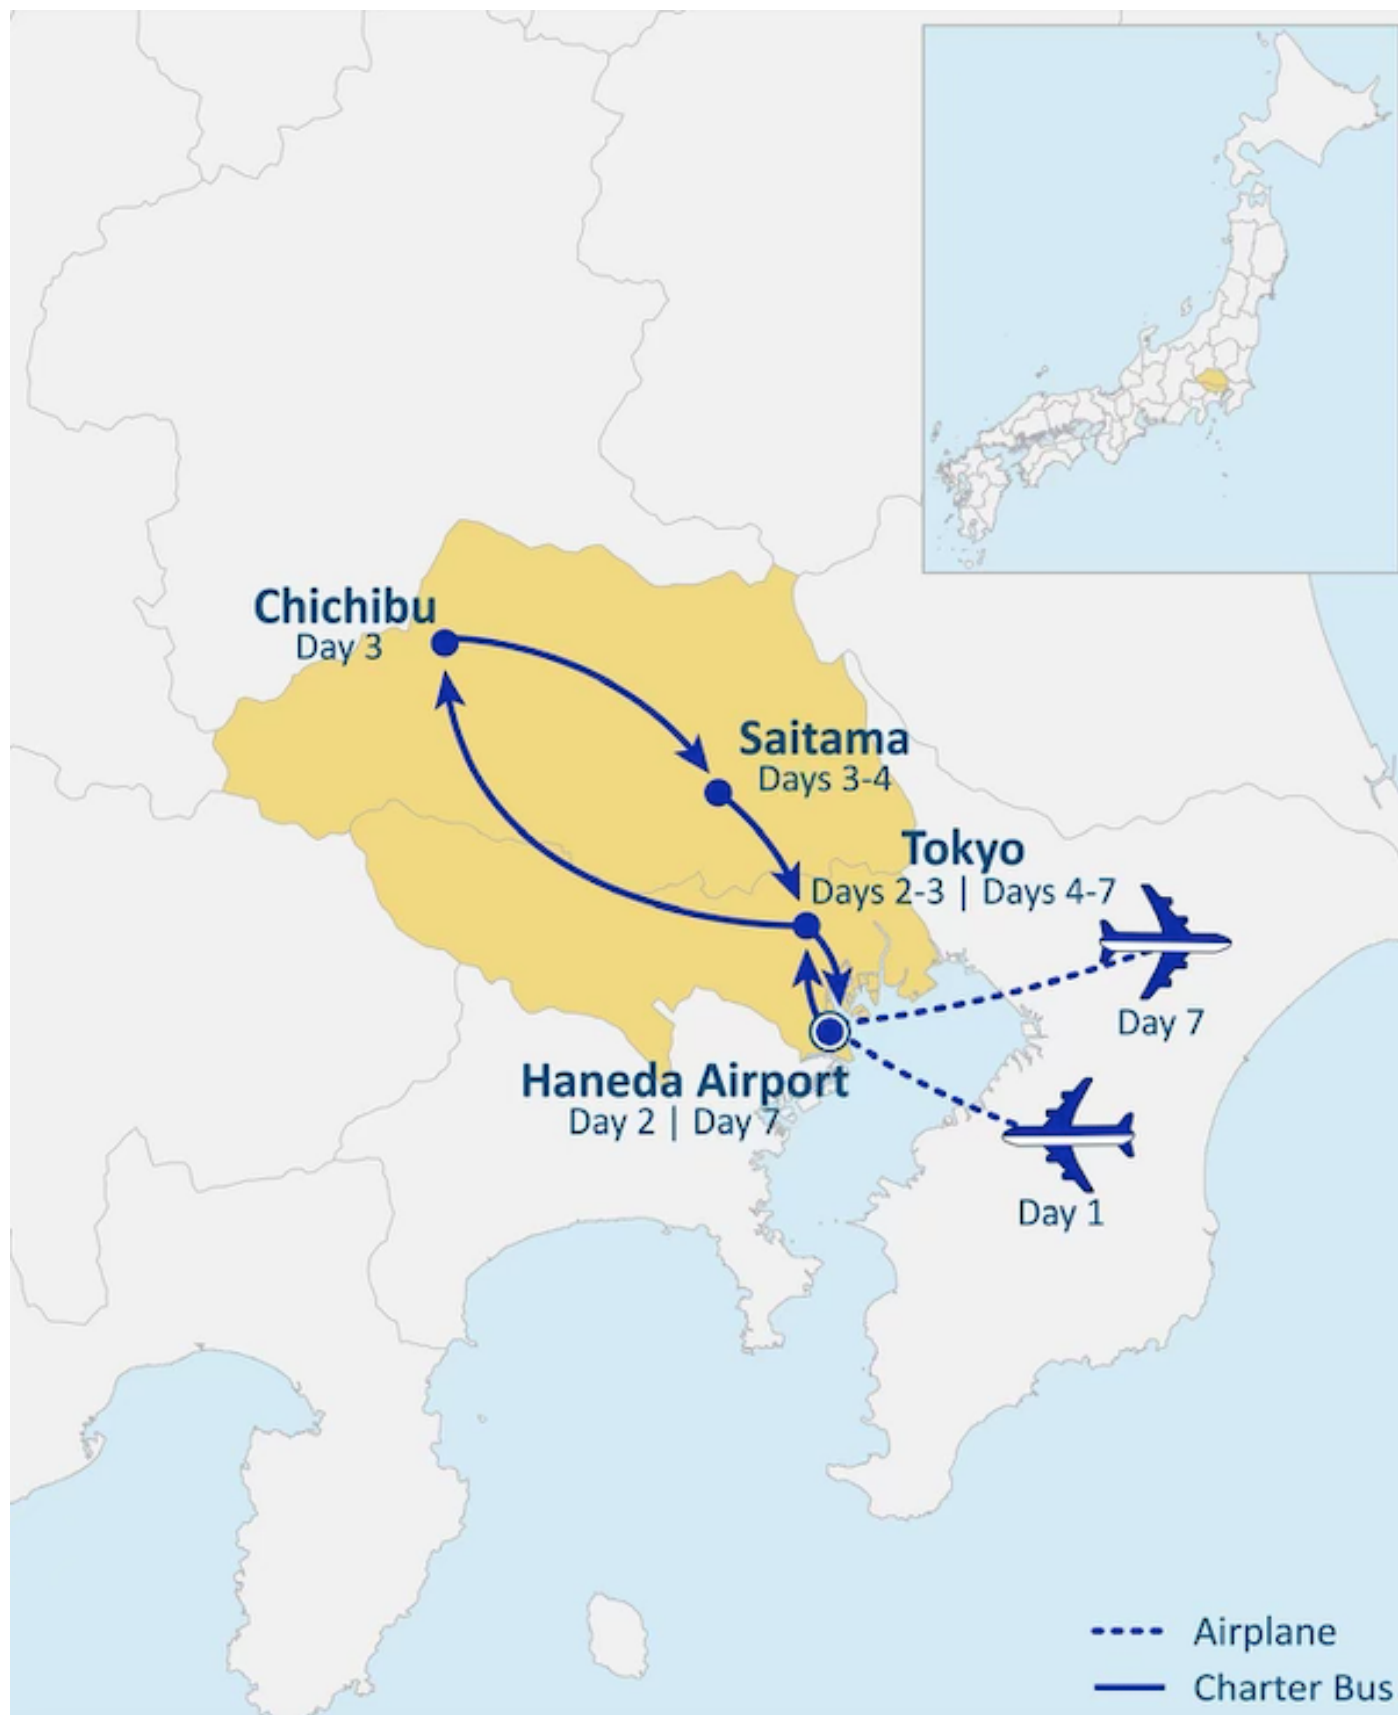 Chichibu
Day 3
Saitama
Days 3-4
Tokyo
Days 2-3 | Days 4-7
Day 7
Haneda Airport
Day 2 | Day 7
Day 1
Airplane
Charter Bus